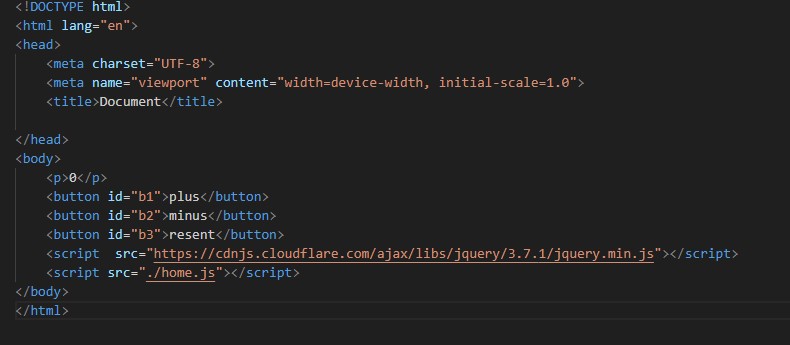 <!DOCTYPE html>
<html lang="en">
<head>
    <meta charset="UTF-8">
    <meta name="viewport" content="width=device-width, initial-scale=1.0">
    <title>Document</title>
</head>
<body>
    <p>0</p>
    <button id="b1">plus</button>
    <button id="b2">minus</button>
    <button id="b3">resent</button>
    <script  src="https://cdnjs.cloudflare.com/ajax/libs/jquery/3.7.1/jquery.min.js"></script>
    <script src="./home.js"></script>
</body>
</html>